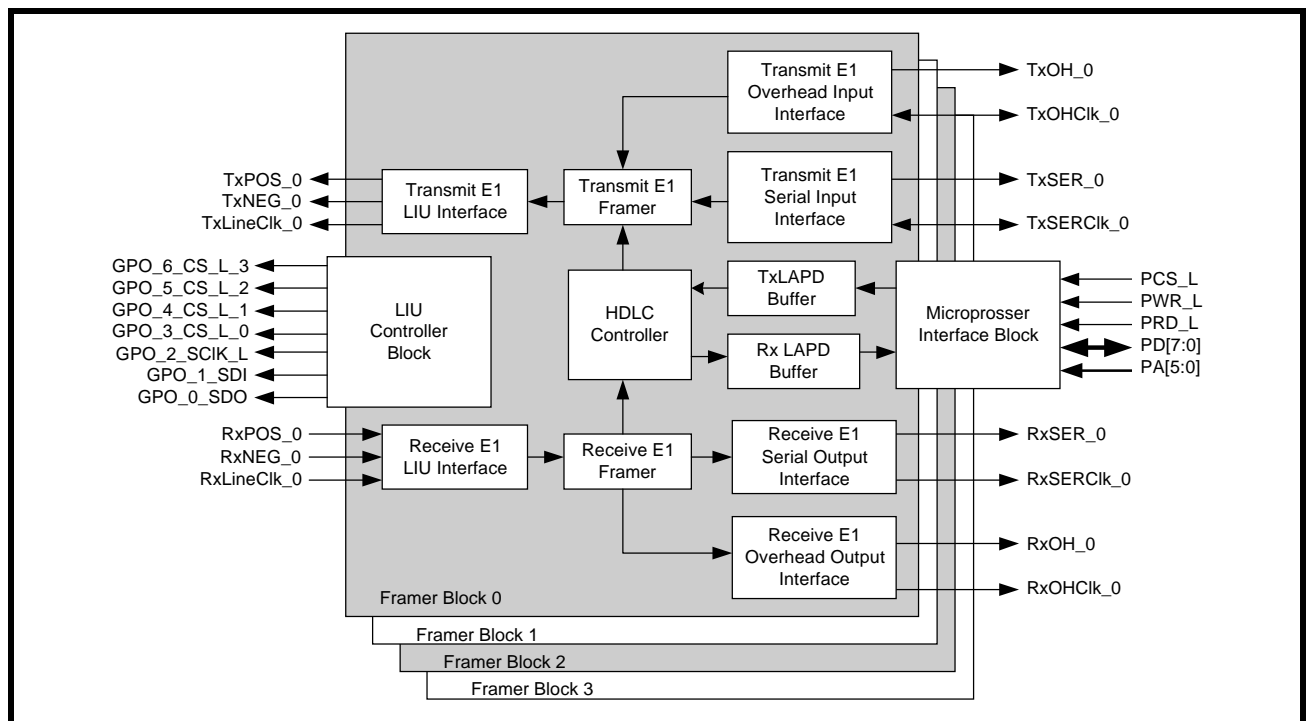 Transmit E1
Overhead Input
Interface
TxOH_0
TxOHClk_0
TxPOS_0
TxNEG_0
TxLineClk_0
Transmit E1
LIU Interface
Transmit E1
Framer
Transmit E1
Serial Input
Interface
TxSER_0
TxSERClk_0
GPO_6_CS_L_3
GPO_5_CS_L_2
GPO_4_CS_L_1
GPO_3_CS_L_0
GPO_2_SClK_L
GPO_1_SDI
GPO_0_SDO
LIU
Controller
Block
HDLC
Controller
TxLAPD
Buffer
Rx LAPD
Buffer
Microprosser
Interface Block
PCS_L
PWR_L
PRD_L
PD[7:0]
PA[5:0]
RxPOS_0
RxNEG_0
RxLineClk_0
Receive E1
LIU Interface
Receive E1
Framer
Receive E1
Serial Output
Interface
RxSER_0
RxSERClk_0
Receive E1
Overhead Output
Interface
RxOH_0
RxOHClk_0
Framer Block 0
Framer Block 1
Framer Block 2
Framer Block 3